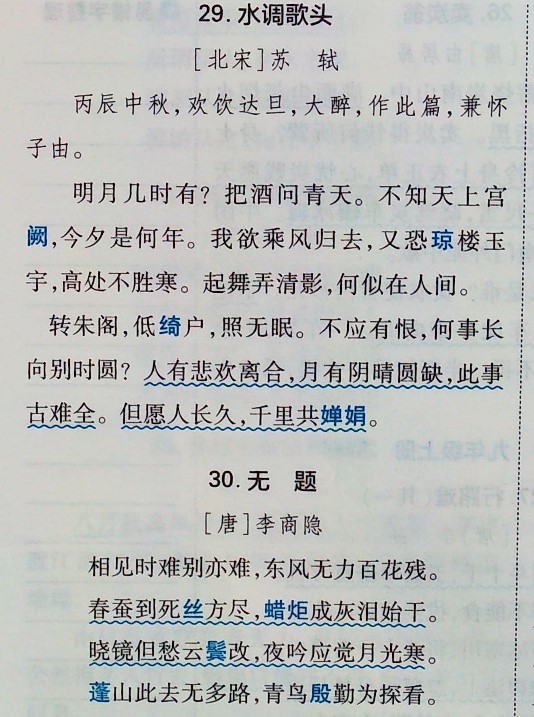 29.水调歌头
[北宋]苏 轼
丙辰中秋,欢饮达旦,大醉,作此篇,兼怀
子由。
明月几时有?把酒问青天。不知天上宫
阙,今夕是何年。我欲乘风归去,又恐琼楼玉
宇,高处不胜寒。起舞弄清影,何似在人间。
转朱阁,低绮户,照无眠。不应有恨,何事长
向别时圆?人有悲欢离合,月有阴晴圆缺,此事
古难全。但愿人长久,千里共婵娟。
30.无 题
[唐]李商隐
相见时难别亦难,东风无力百花残。
春蚕到死丝方尽,蜡炬成灰泪始干。
晓镜但愁云鬓改,夜吟应觉月光寒。
蓬山此去无多路,青鸟殷勤为探看。